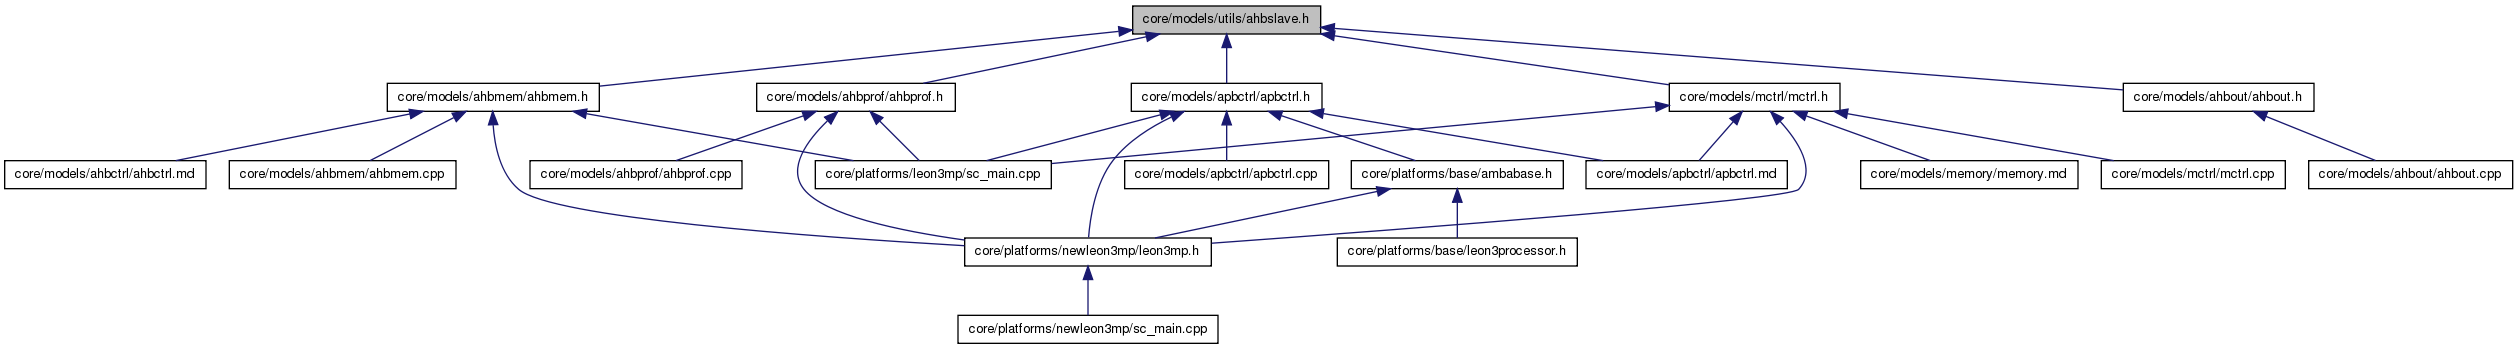 core/models/utils/ahbslave.h
core/models/ahbmem/ahbmem.h
core/models/ahbprof/ahbprof.h
core/models/apbctrl/apbctrl.h
core/models/mctrl/mctrl.h
core/models/ahbout/ahbout.h
core/models/ahbctrl/ahbctrl.md
core/models/ahbmem/ahbmem.cpp
core/models/ahbprof/ahbprof.cpp
core/platforms/leon3mp/sc_main.cpp
core/models/apbctrl/apbctrl.cpp
core/platforms/base/ambabase.h
core/models/apbctrl/apbctrl.md
core/models/memory/memory.md
core/models/mctrl/mctrl.cpp
core/models/ahbout/ahbout.cpp
core/platforms/newleon3mp/leon3mp.h
core/platforms/base/leon3processor.h
core/platforms/newleon3mp/sc_main.cpp